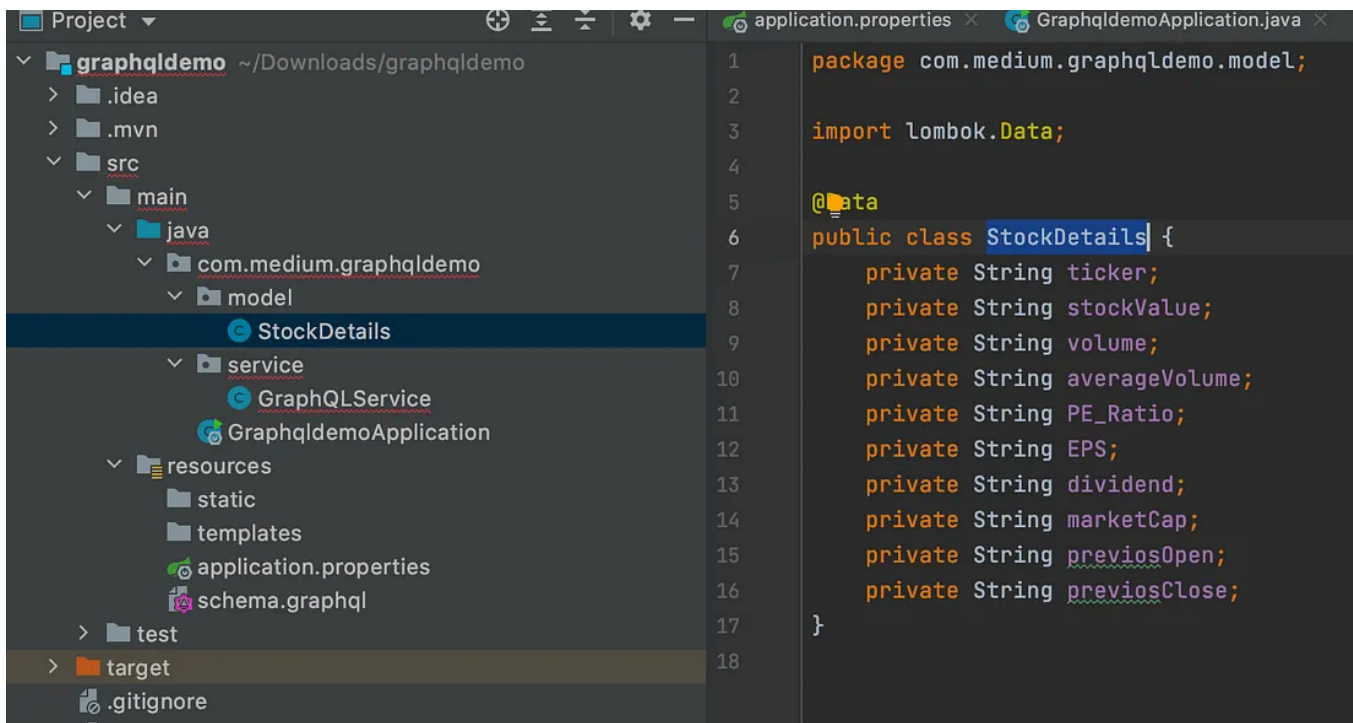 Project
graphqldemo ~/Downloads/graphqldemo
.idea
.mvn
src
main
java
com.medium.graphqldemo
model
StockDetails
service
GraphQLService
GraphqldemoApplication
resources
static
templates
application.properties
schema.graphql
test
target
.gitignore
application.properties
GraphqldemoApplication.java
1 package com.medium.graphqldemo.model;
2
3 import lombok.Data;
4
5 @Data
6 public class StockDetails {
7 private String ticker;
8 private String stockValue;
9 private String volume;
10 private String averageVolume;
11 private String PE_Ratio;
12 private String EPS;
13 private String dividend;
14 private String marketCap;
15 private String previosOpen;
16 private String previosClose;
17 }
18